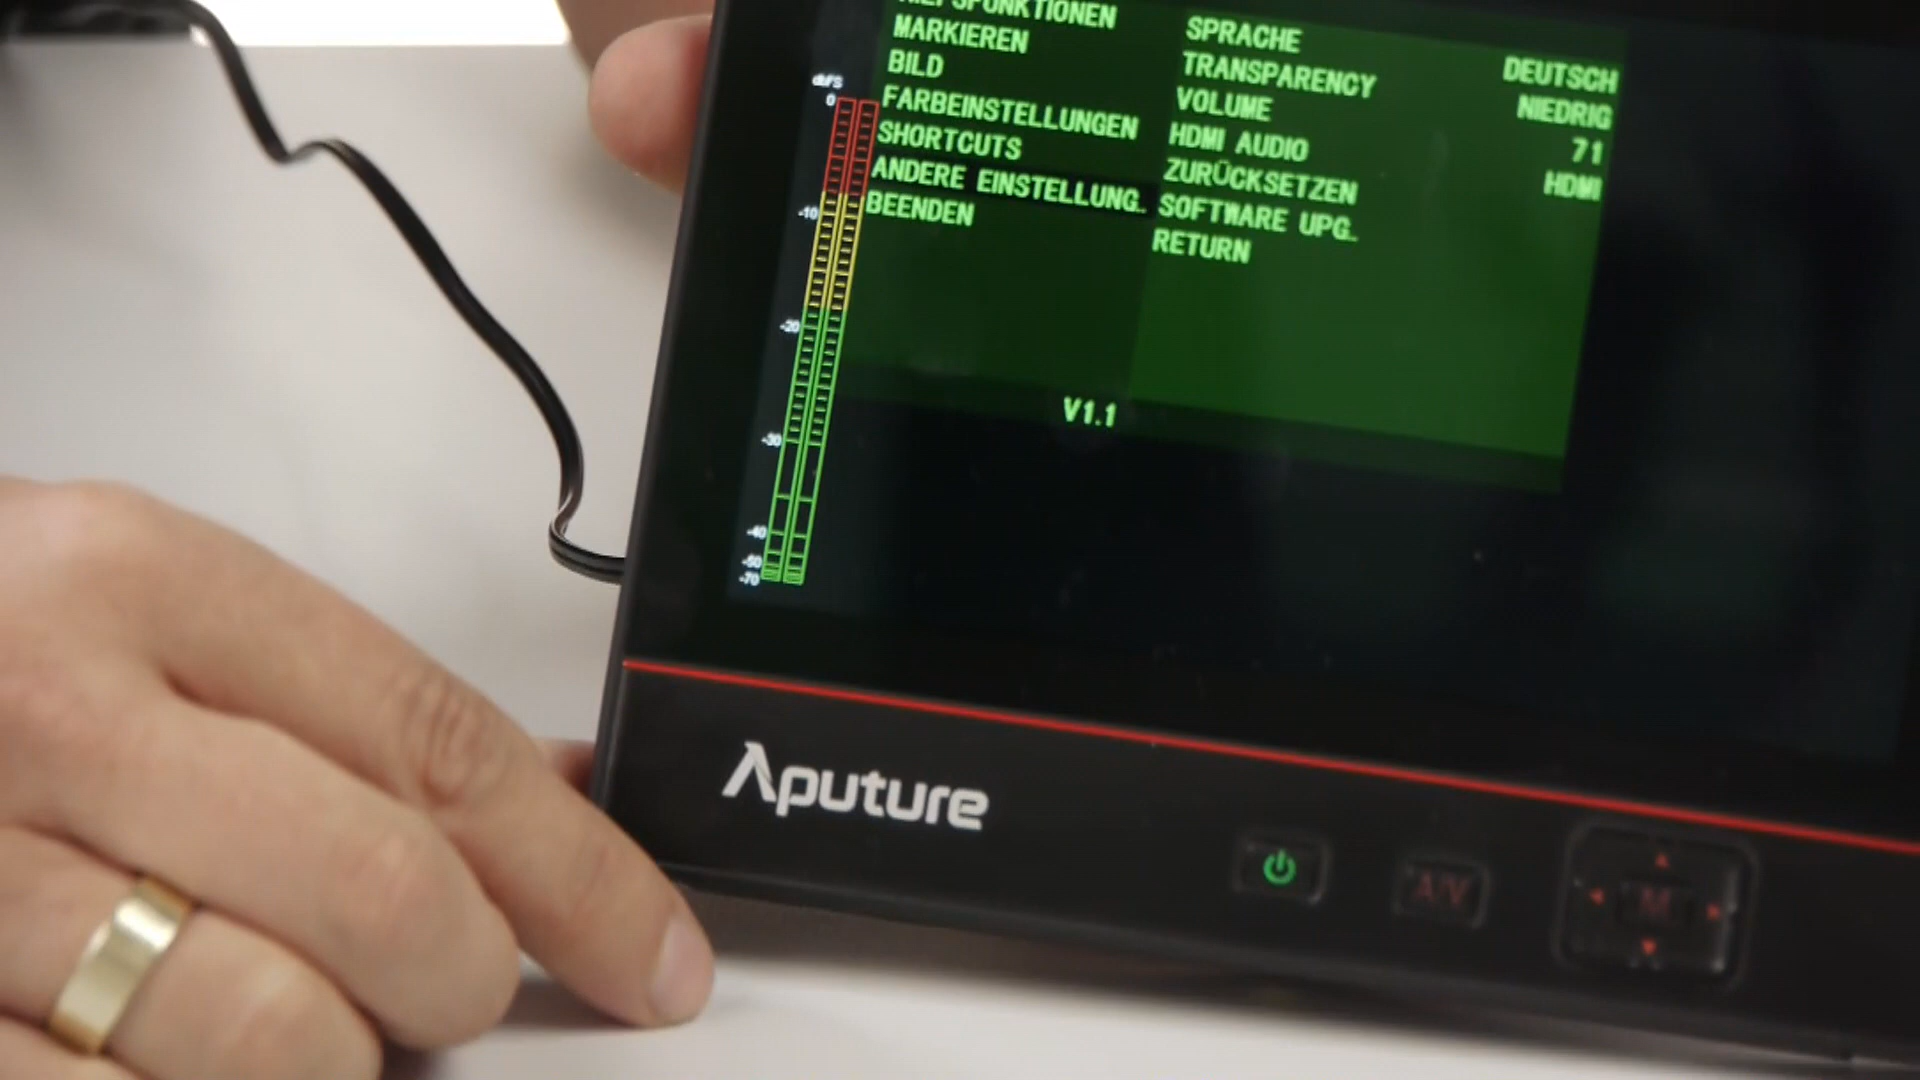 MARKIEREN
BILD
FARBEINSTELLUNGEN
SHORTCUTS
ANDERE EINSTELLUNG..
BEENDEN
SPRACHE DEUTSCH
TRANSPARENCY NIEDRIG
VOLUME 71
HDMI AUDIO HDMI
ZURÜCKSETZEN
SOFTWARE UPG..
RETURN
V1.1
dbFS
0
-10
-20
-30
-40
-50
-70
Aputure
A/V
M